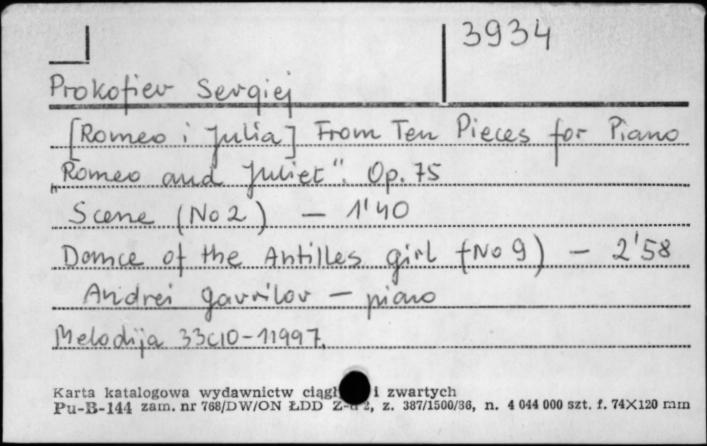 3934
Prokofiev Sergiej
[Romeo i Julia] From Ten Pieces for Piano
"Romeo and Juliet". Op. 75
Scene (No 2) — 1'40
Dance of the Antilles girl (No 9) — 2'58
Andrei Gavrilov — piano
Melodija 33C10-11997.
Karta katalogowa wydawnictw i zwartych
Pu-B-144 zam. nr 768/DW/ON ŁDD z. 387/1500/86, n. 4 044 000 szt. f. 74X120 mm